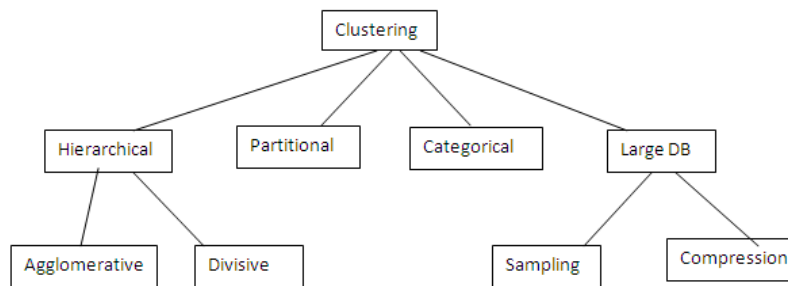 Clustering
Hierarchical
Partitional
Categorical
Large DB
Agglomerative
Divisive
Sampling
Compression